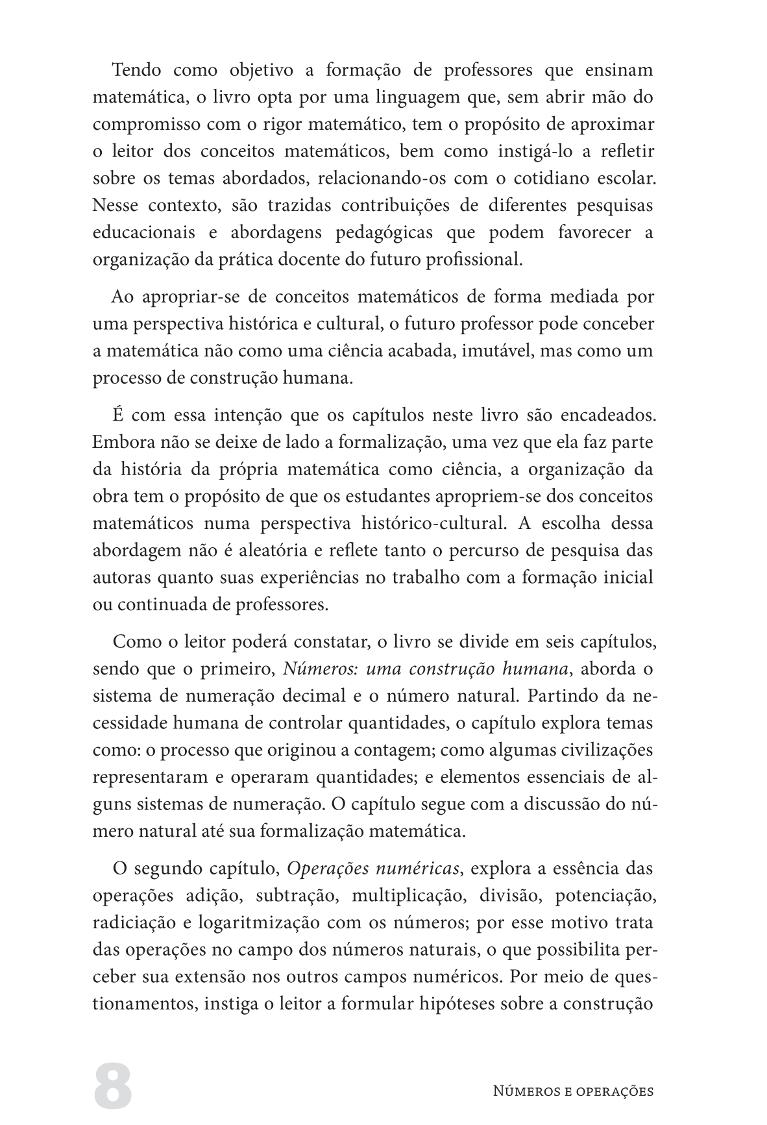 Tendo como objetivo a formação de professores que ensinam
matemática, o livro opta por uma linguagem que, sem abrir mão do
compromisso com o rigor matemático, tem o propósito de aproximar
o leitor dos conceitos matemáticos, bem como instigá-lo a refletir
sobre os temas abordados, relacionando-os com o cotidiano escolar.
Nesse contexto, são trazidas contribuições de diferentes pesquisas
educacionais e abordagens pedagógicas que podem favorecer a
organização da prática docente do futuro profissional.
Ao apropriar-se de conceitos matemáticos de forma mediada por
uma perspectiva histórica e cultural, o futuro professor pode conceber
a matemática não como uma ciência acabada, imutável, mas como um
processo de construção humana.
É com essa intenção que os capítulos neste livro são encadeados.
Embora não se deixe de lado a formalização, uma vez que ela faz parte
da história da própria matemática como ciência, a organização da
obra tem o propósito de que os estudantes apropriem-se dos conceitos
matemáticos numa perspectiva histórico-cultural. A escolha dessa
abordagem não é aleatória e reflete tanto o percurso de pesquisa das
autoras quanto suas experiências no trabalho com a formação inicial
ou continuada de professores.
Como o leitor poderá constatar, o livro se divide em seis capítulos,
sendo que o primeiro, Números: uma construção humana, aborda o
sistema de numeração decimal e o número natural. Partindo da ne-
cessidade humana de controlar quantidades, o capítulo explora temas
como: o processo que originou a contagem; como algumas civilizações
representaram e operaram quantidades; e elementos essenciais de al-
guns sistemas de numeração. O capítulo segue com a discussão do nú-
mero natural até sua formalização matemática.
O segundo capítulo, Operações numéricas, explora a essência das
operações adição, subtração, multiplicação, divisão, potenciação,
radiciação e logaritmização com os números; por esse motivo trata
das operações no campo dos números naturais, o que possibilita per-
ceber sua extensão nos outros campos numéricos. Por meio de ques-
tionamentos, instiga o leitor a formular hipóteses sobre a construção
8
Números e operações